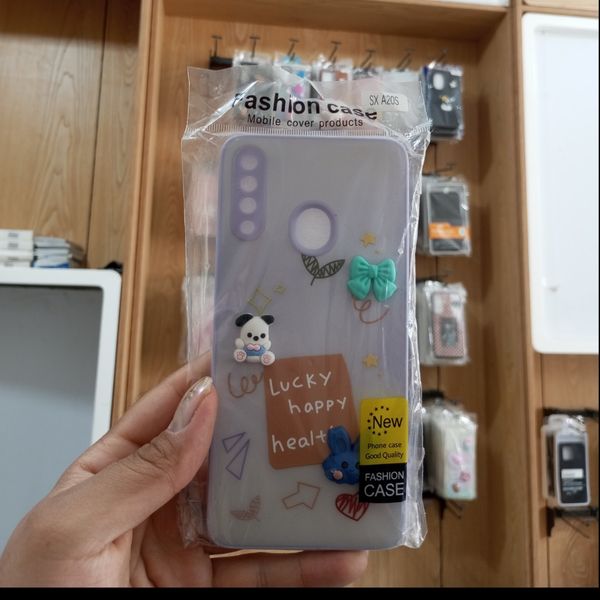 Fashion case
SX A20S
Mobile cover products
Lucky
happy
healt
New
Phone case
Good Quality
FASHION
CASE